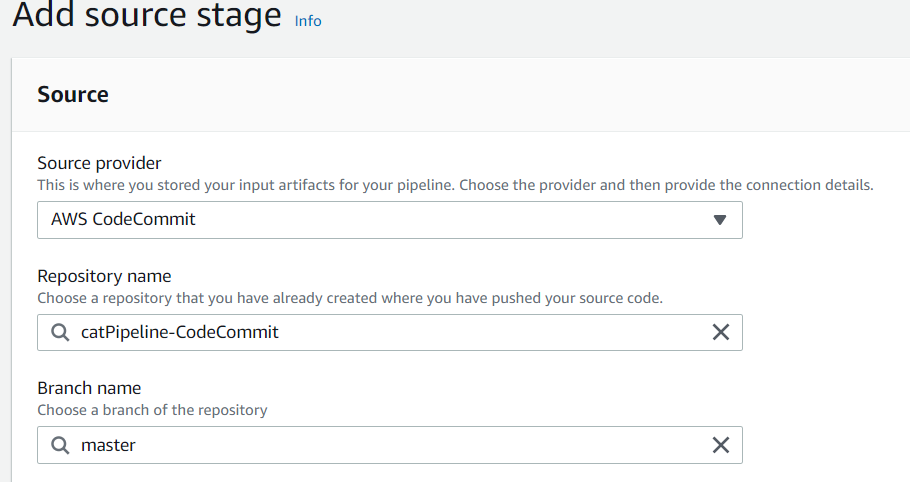 Add source stage Info
Source
Source provider
This is where you stored your input artifacts for your pipeline. Choose the provider and then provide the connection details.
AWS CodeCommit
Repository name
Choose a repository that you have already created where you have pushed your source code.
catPipeline-CodeCommit
Branch name
Choose a branch of the repository
master